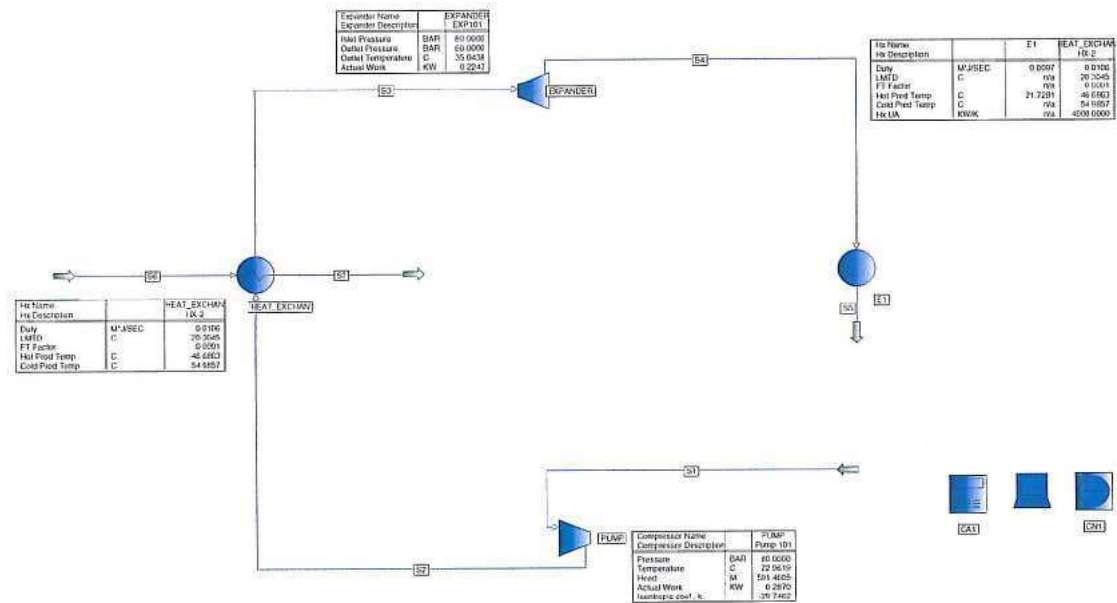 Expander Name EXPANDER
Expander Description EXP101
Inlet Pressure BAR 80.0000
Outlet Pressure BAR 60.0000
Outlet Temperature C 35.0438
Actual Work KW 0.2243
Hx Name E1 HEAT_EXCHAN
Hx Description HX-2
Duty M*J/SEC 0.0097 0.0106
LMTD C n/a 20.3045
FT Factor n/a 0.0001
Hot Prod Temp C 21.7281 46.6863
Cold Prod Temp C n/a 54.9857
Hx UA KW/K n/a 4000.0000
S3
EXPANDER
S4
S6
S7
HEAT_EXCHAN
E1
S5
Hx Name HEAT_EXCHAN
Hx Description HX-2
Duty M*J/SEC 0.0106
LMTD C 20.3045
FT Factor 0.0001
Hot Prod Temp C 46.6863
Cold Prod Temp C 54.9857
S1
PUMP
S2
Compressor Name PUMP
Compressor Description Pump 101
Pressure BAR 80.0000
Temperature C 22.9619
Head M
Actual Work KW 0.2870
Isentropic coef., k
CA1
CN1